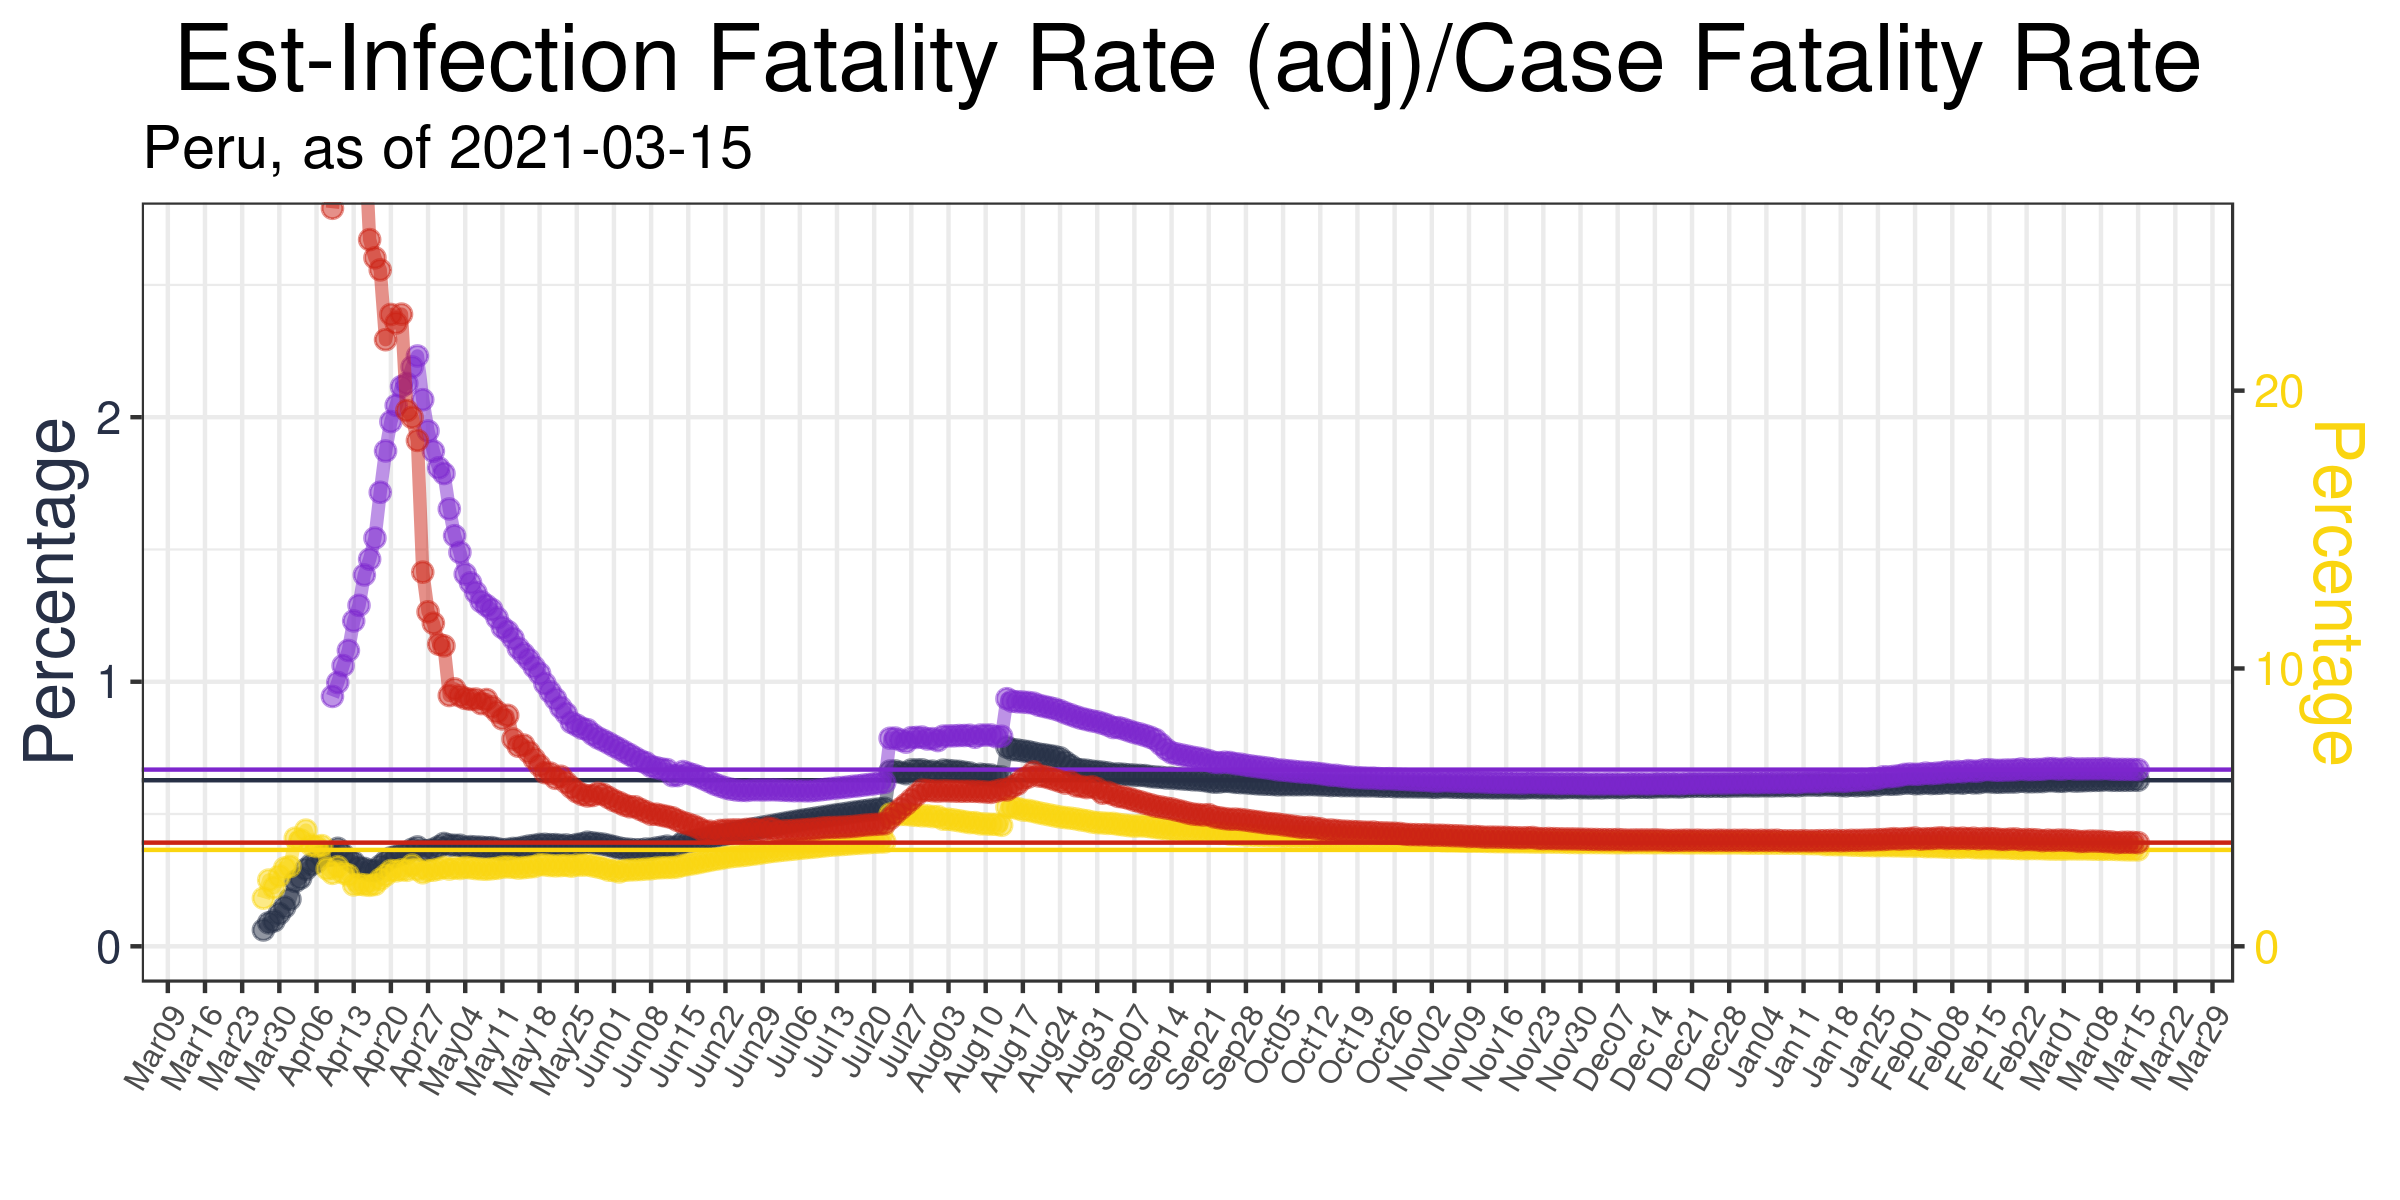 Est-Infection Fatality Rate (adj)/Case Fatality Rate
Peru, as of 2021-03-15
Percentage
2
1
0
20
10
0
Percentage
Mar09
Mar16
Mar23
Mar30
Apr06
Apr13
Apr20
Apr27
May04
May11
May18
May25
Jun01
Jun08
Jun15
Jun22
Jun29
Jul06
Jul13
Jul20
Jul27
Aug03
Aug10
Aug17
Aug24
Aug31
Sep07
Sep14
Sep21
Sep28
Oct05
Oct12
Oct19
Oct26
Nov02
Nov09
Nov16
Nov23
Nov30
Dec07
Dec14
Dec21
Dec28
Jan04
Jan11
Jan18
Jan25
Feb01
Feb08
Feb15
Feb22
Mar01
Mar08
Mar15
Mar22
Mar29